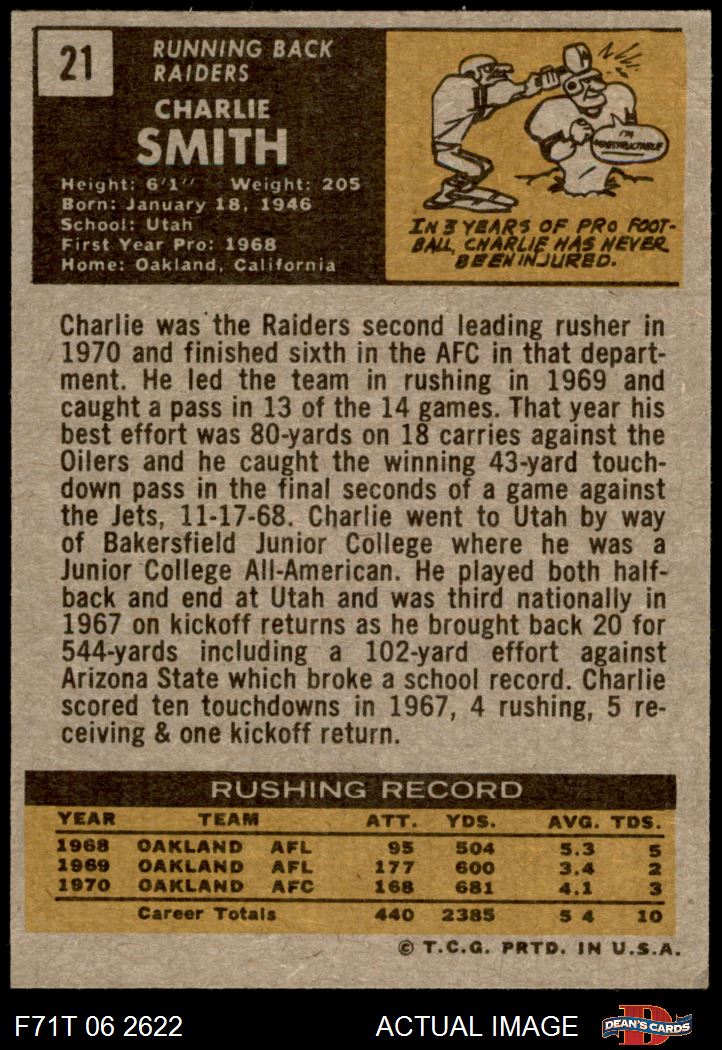 21
RUNNING BACK
RAIDERS
CHARLIE
SMITH
Height: 6'1" Weight: 205
Born: January 18, 1946
School: Utah
First Year Pro: 1968
Home: Oakland, California
I'M
INDESTRUCTABLE
IN 3 YEARS OF PRO FOOT-
BALL, CHARLIE HAS NEVER
BEEN INJURED.
Charlie was the Raiders second leading rusher in
1970 and finished sixth in the AFC in that depart-
ment. He led the team in rushing in 1969 and
caught a pass in 13 of the 14 games. That year his
best effort was 80-yards on 18 carries against the
Oilers and he caught the winning 43-yard touch-
down pass in the final seconds of a game against
the Jets, 11-17-68. Charlie went to Utah by way
of Bakersfield Junior College where he was a
Junior College All-American. He played both half-
back and end at Utah and was third nationally in
1967 on kickoff returns as he brought back 20 for
544-yards including a 102-yard effort against
Arizona State which broke a school record. Charlie
scored ten touchdowns in 1967, 4 rushing, 5 re-
ceiving & one kickoff return.
RUSHING RECORD
YEAR TEAM ATT. YDS. AVG. TDS.
1968 OAKLAND AFL 95 504 5.3 5
1969 OAKLAND AFL 177 600 3.4 2
1970 OAKLAND AFC 168 681 4.1 3
Career Totals 440 2385 5 4 10
© T.C.G. PRTD. IN U.S.A.
F71T 06 2622 ACTUAL IMAGE
D
DEAN'S CARDS